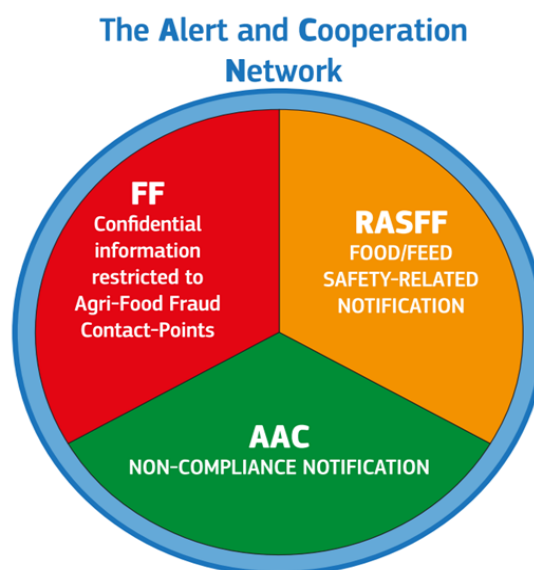 The Alert and Cooperation
Network
FF
Confidential
information
restricted to
Agri-Food Fraud
Contact-Points
RASFF
FOOD/FEED
SAFETY-RELATED
NOTIFICATION
AAC
NON-COMPLIANCE NOTIFICATION